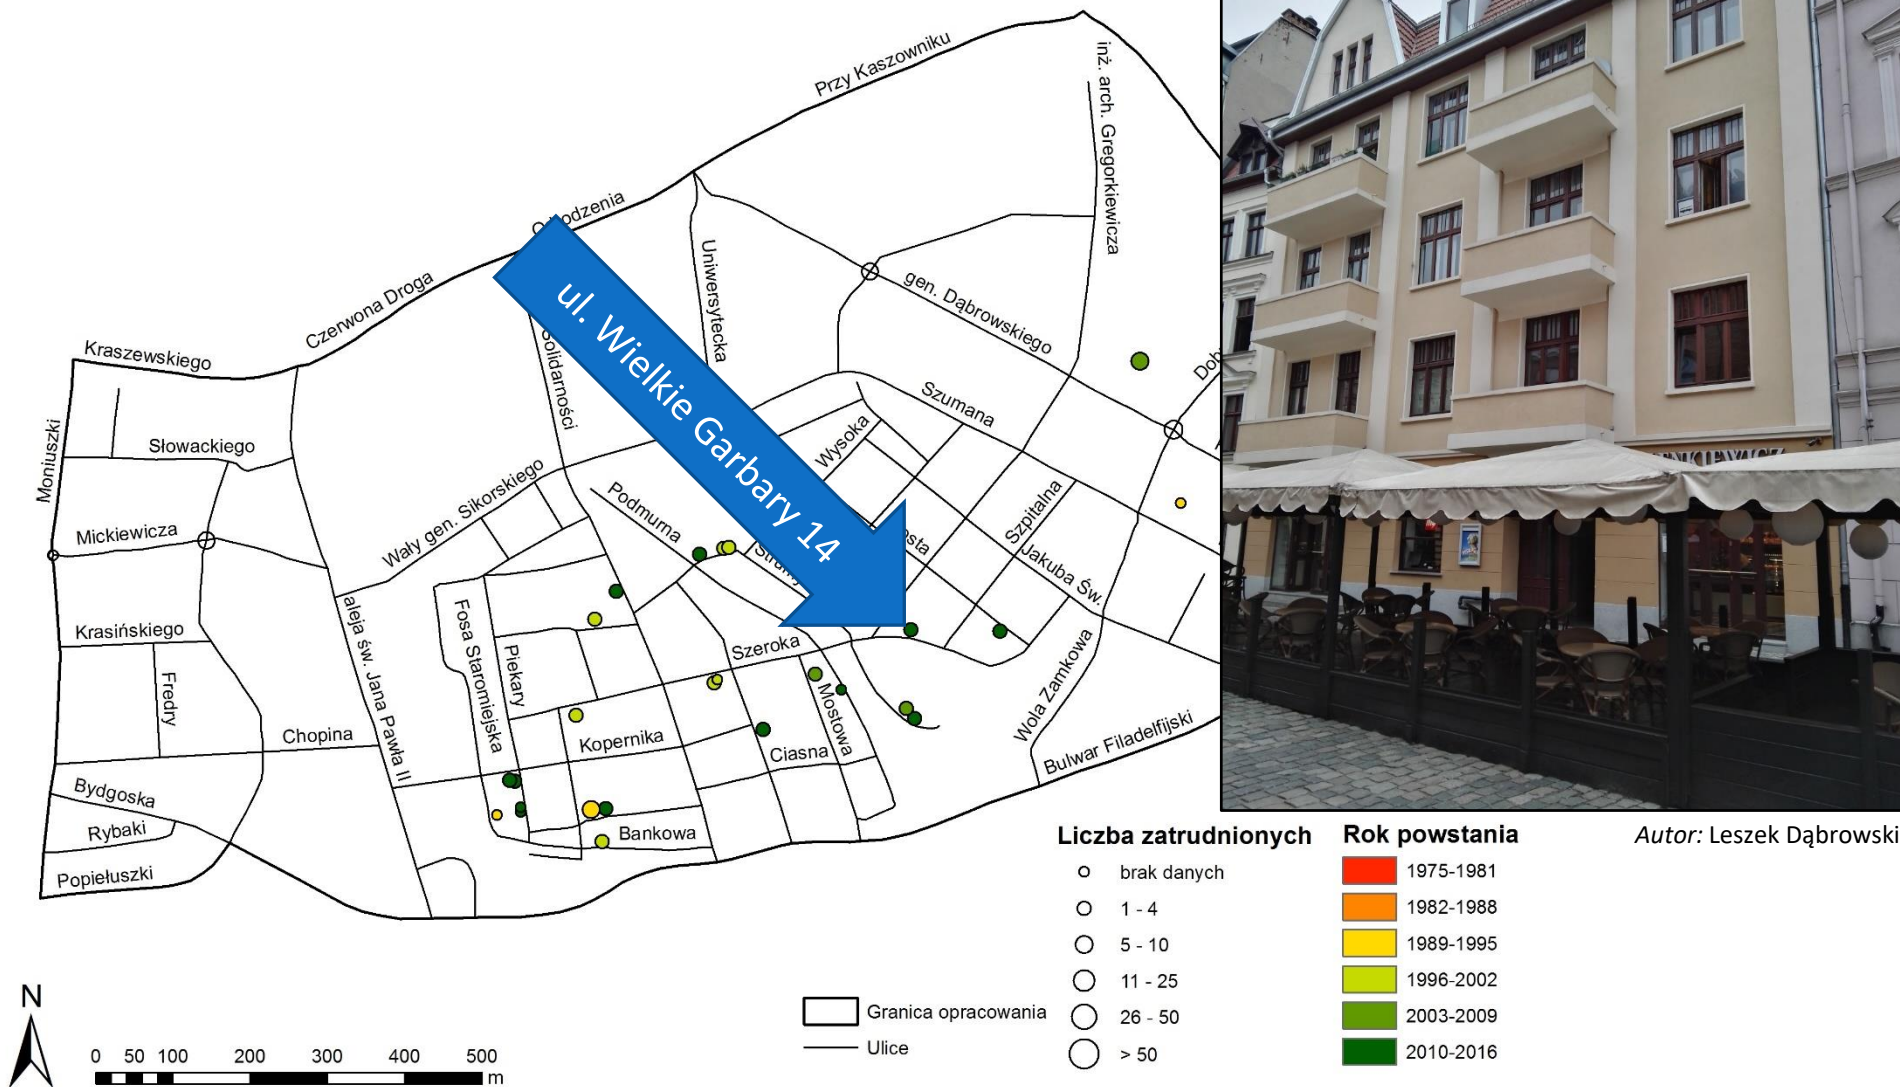 Przy Kaszowniku
inż. arch. Gregorkiewicza
Czerwona Droga
Uniwersytecka
gen. Dąbrowskiego
Kraszewskiego
Solidarności
ul. Wielkie Garbary 14
Szumana
Moniuszki
Słowackiego
Wysoka
Wały gen. Sikorskiego
Podmurna
Szpitalna
Mickiewicza
Jakuba Św.
aleja św. Jana Pawła II
Fosa Staromiejska
Piekary
Krasińskiego
Szeroka
Wola Zamkowa
Fredry
Mostowa
Chopina
Kopernika
Ciasna
Bulwar Filadelfijski
Bydgoska
Rybaki
Bankowa
Popiełuszki
Liczba zatrudnionych
brak danych
1 - 4
5 - 10
11 - 25
26 - 50
> 50
Rok powstania
1975-1981
1982-1988
1989-1995
1996-2002
2003-2009
2010-2016
Autor: Leszek Dąbrowski
Granica opracowania
Ulice
N
0 50 100 200 300 400 500
m